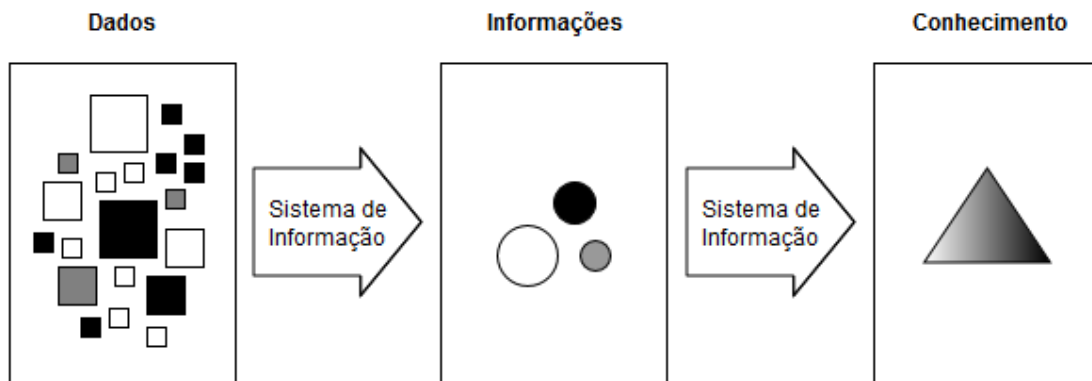 Dados
Informações
Conhecimento
Sistema de
Informação
Sistema de
Informação